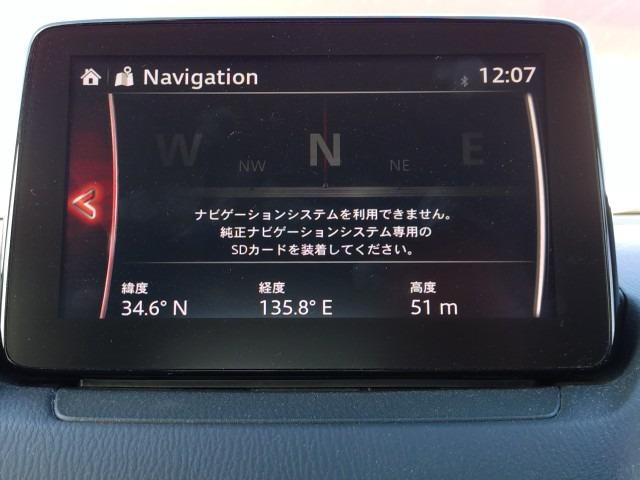 Navigation
12:07
W NW N NE E
ナビゲーションシステムを利用できません。
純正ナビゲーションシステム専用の
SDカードを装着してください。
緯度 経度 高度
34.6° N 135.8° E 51 m